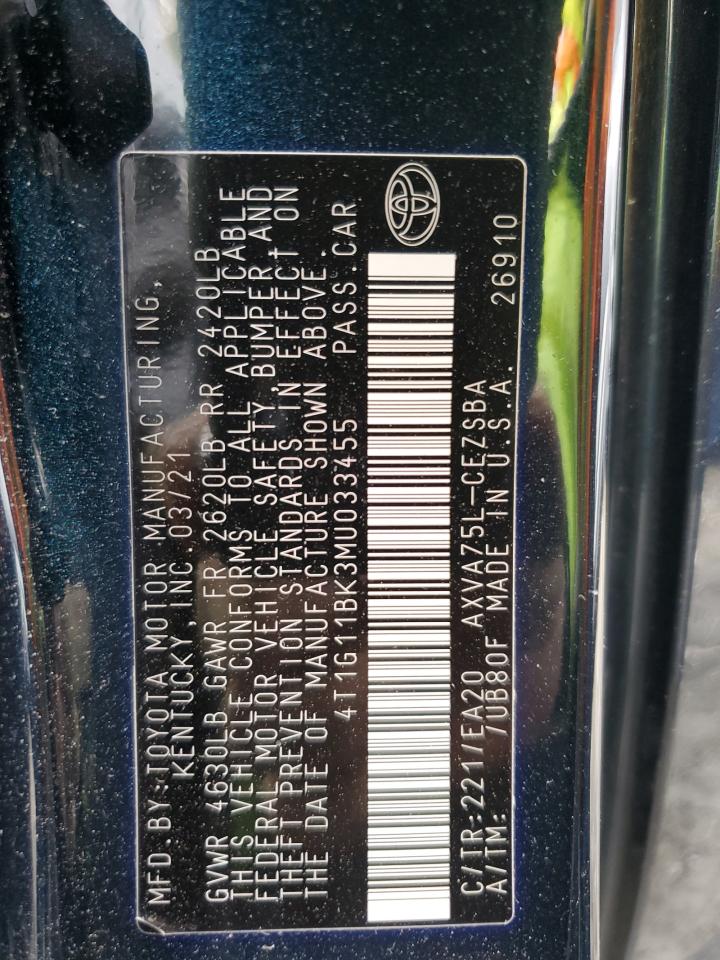 MFD.BY:TOYOTA MOTOR MANUFACTURING,
KENTUCKY,INC.03/21
GVWR 4630LB GAWR FR 2620LB RR 2420LB
THIS VEHICLE CONFORMS TO ALL APPLICABLE
FEDERAL MOTOR VEHICLE SAFETY,BUMPER,AND
THEFT PREVENTION STANDARDS IN EFFECT ON
THE DATE OF MANUFACTURE SHOWN ABOVE.
4T1G11BK3MU033455 PASS.CAR
C/TR:221/EA20 AXVA75L-CEZSBA
A/TM: /UB80F MADE IN U.S.A. 26910